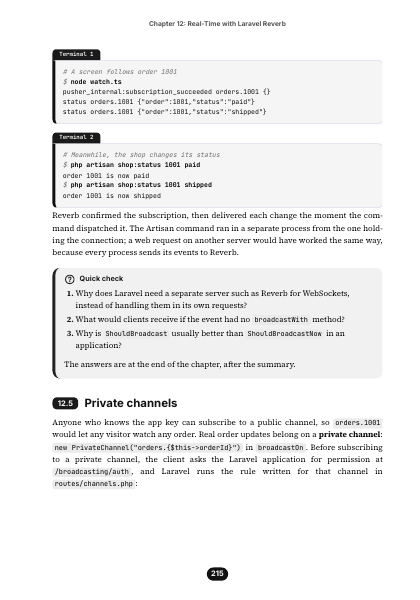 Chapter 12: Real-Time with Laravel Reverb
Terminal 1
# A screen follows order 1001
$ node watch.ts
pusher_internal:subscription_succeeded orders.1001 {}
status orders.1001 {"order":1001,"status":"paid"}
status orders.1001 {"order":1001,"status":"shipped"}
Terminal 2
# Meanwhile, the shop changes its status
$ php artisan shop:status 1001 paid
order 1001 is now paid
$ php artisan shop:status 1001 shipped
order 1001 is now shipped
Reverb confirmed the subscription, then delivered each change the moment the com-
mand dispatched it. The Artisan command ran in a separate process from the one hold-
ing the connection; a web request on another server would have worked the same way,
because every process sends its events to Reverb.
? Quick check
1. Why does Laravel need a separate server such as Reverb for WebSockets,
instead of handling them in its own requests?
2. What would clients receive if the event had no broadcastWith method?
3. Why is ShouldBroadcast usually better than ShouldBroadcastNow in an
application?
The answers are at the end of the chapter, after the summary.
12.5 Private channels
Anyone who knows the app key can subscribe to a public channel, so orders.1001
would let any visitor watch any order. Real order updates belong on a private channel:
new PrivateChannel("orders.{$this->orderId}") in broadcastOn. Before subscribing
to a private channel, the client asks the Laravel application for permission at
/broadcasting/auth, and Laravel runs the rule written for that channel in
routes/channels.php:
215